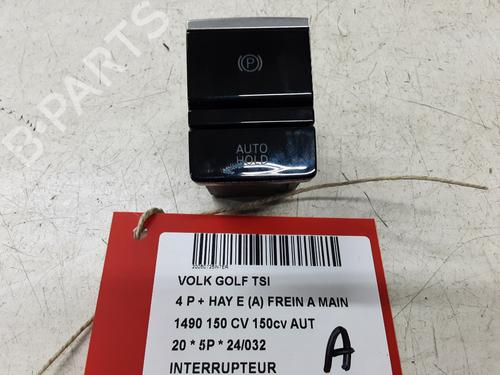 B-PARTS
P
AUTO
HOLD
VOLK GOLF TSI
4 P + HAY E (A) FREIN A MAIN
1490 150 CV 150cv AUT
20 * 5P * 24/032
INTERRUPTEUR
A